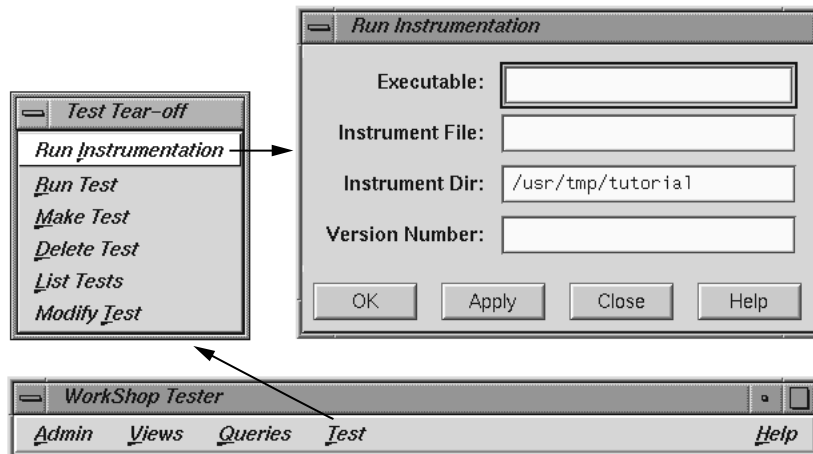 Run Instrumentation
Executable:
Instrument File:
Instrument Dir: /usr/tmp/tutorial
Version Number:
OK Apply Close Help
Test Tear-off
Run Instrumentation
Run Test
Make Test
Delete Test
List Tests
Modify Test
WorkShop Tester
Admin Views Queries Test Help